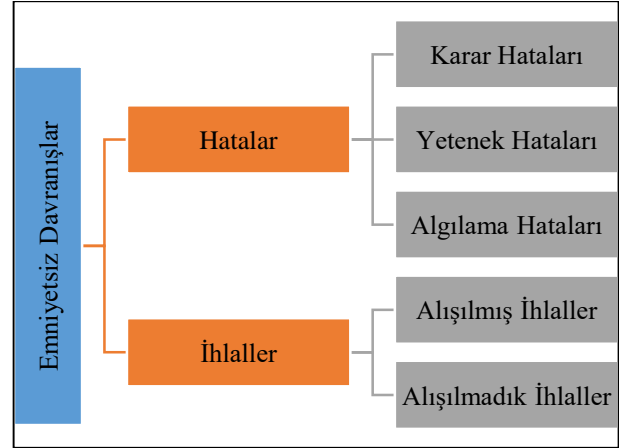 Emniyetsiz Davranışlar
Hatalar
Karar Hataları
Yetenek Hataları
Algılama Hataları
İhlaller
Alışılmış İhlaller
Alışılmadık İhlaller